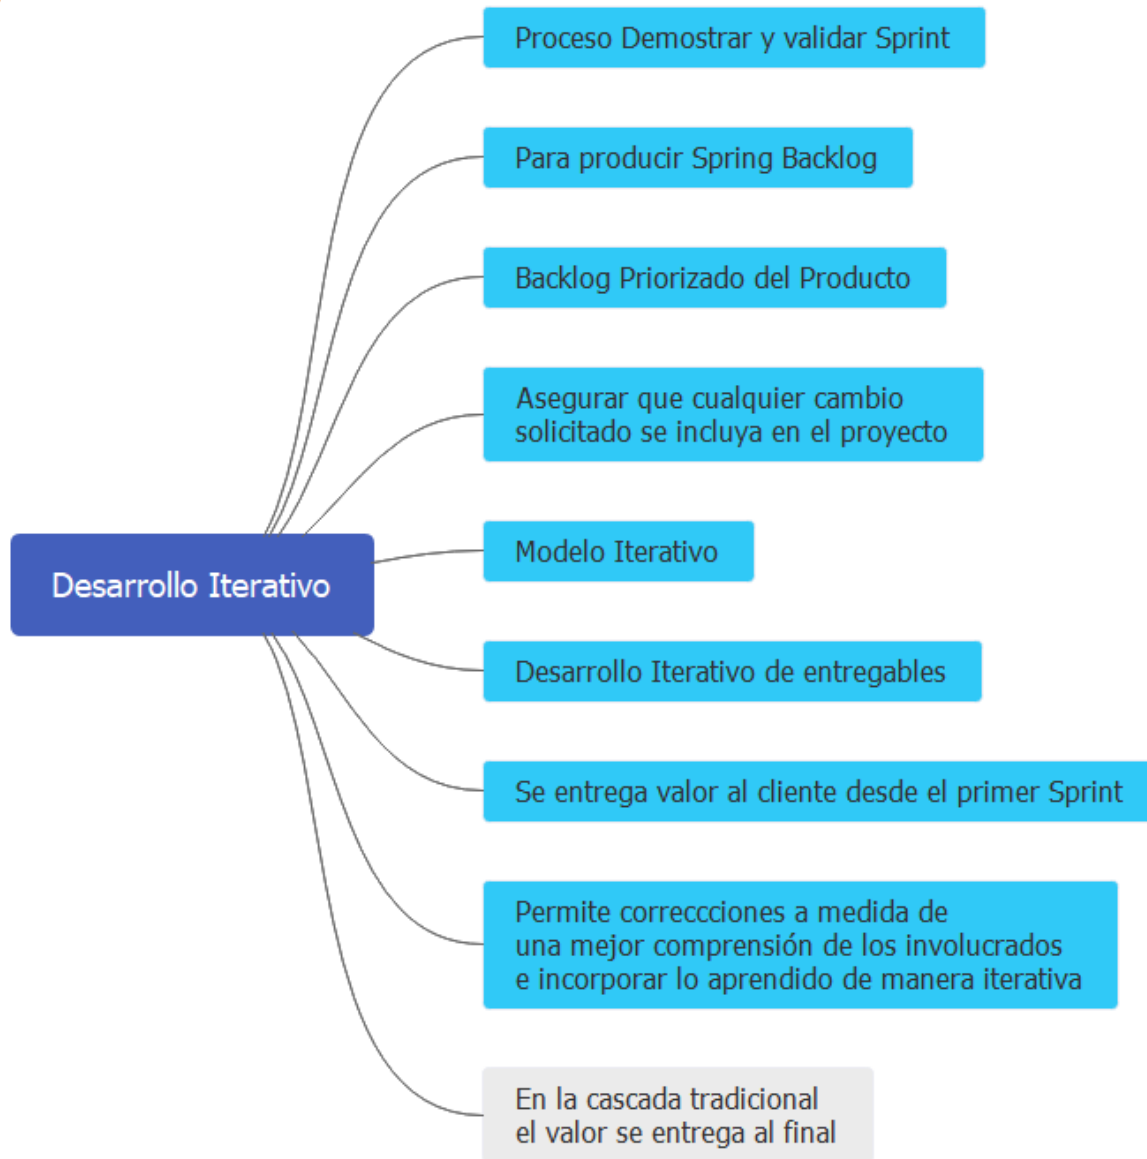 Proceso Demostrar y validar Sprint
Para producir Spring Backlog
Backlog Priorizado del Producto
Asegurar que cualquier cambio
solicitado se incluya en el proyecto
Modelo Iterativo
Desarrollo Iterativo
Desarrollo Iterativo de entregables
Se entrega valor al cliente desde el primer Sprint
Permite correccciones a medida de
una mejor comprensión de los involucrados
e incorporar lo aprendido de manera iterativa
En la cascada tradicional
el valor se entrega al final